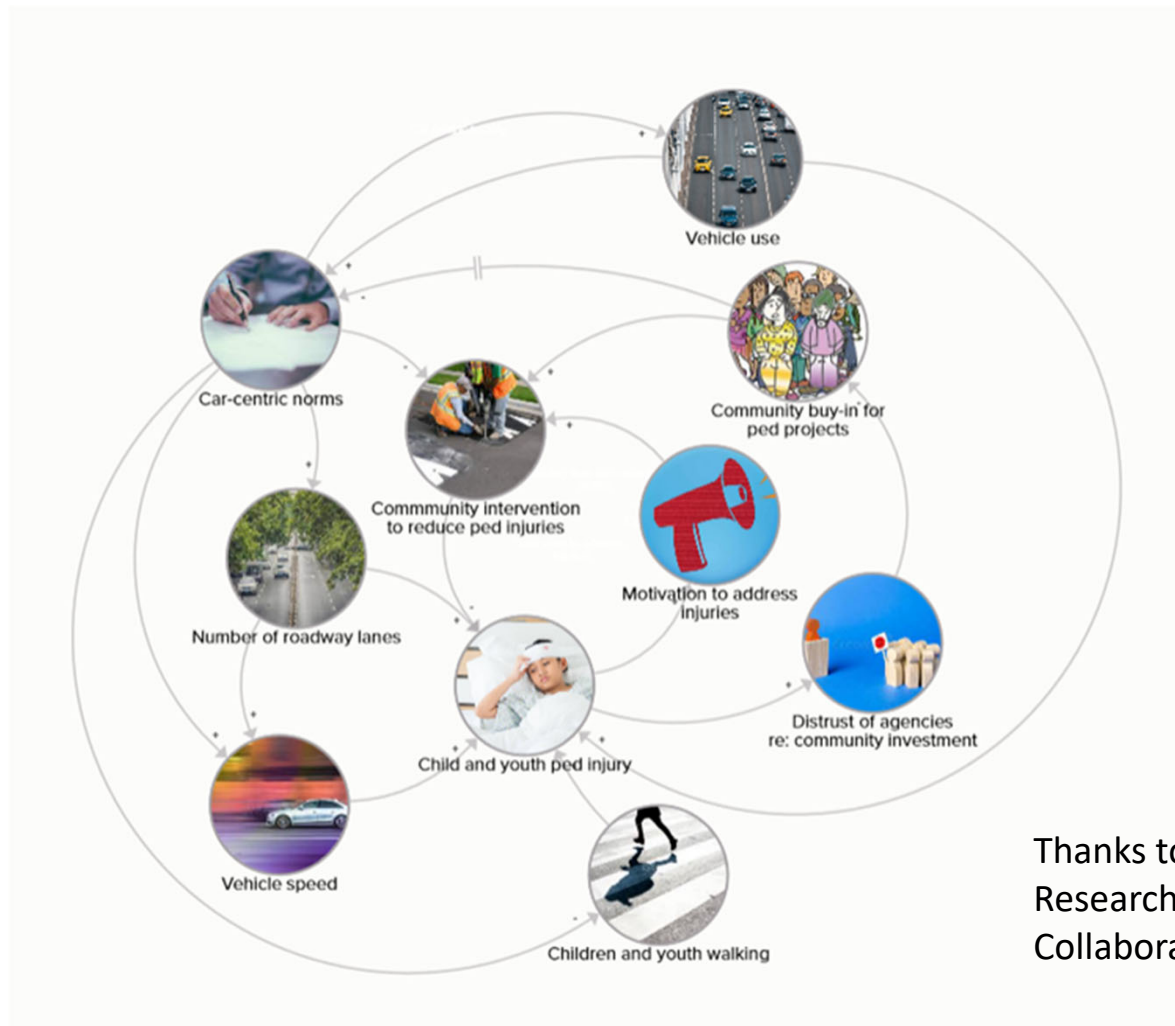 Vehicle use
Car-centric norms
Community buy-in for
ped projects
Commmunity intervention
to reduce ped injuries
Motivation to address
injuries
Number of roadway lanes
Distrust of agencies
re: community investment
Child and youth ped injury
Vehicle speed
Children and youth walking
Thanks to
Research
Collabora